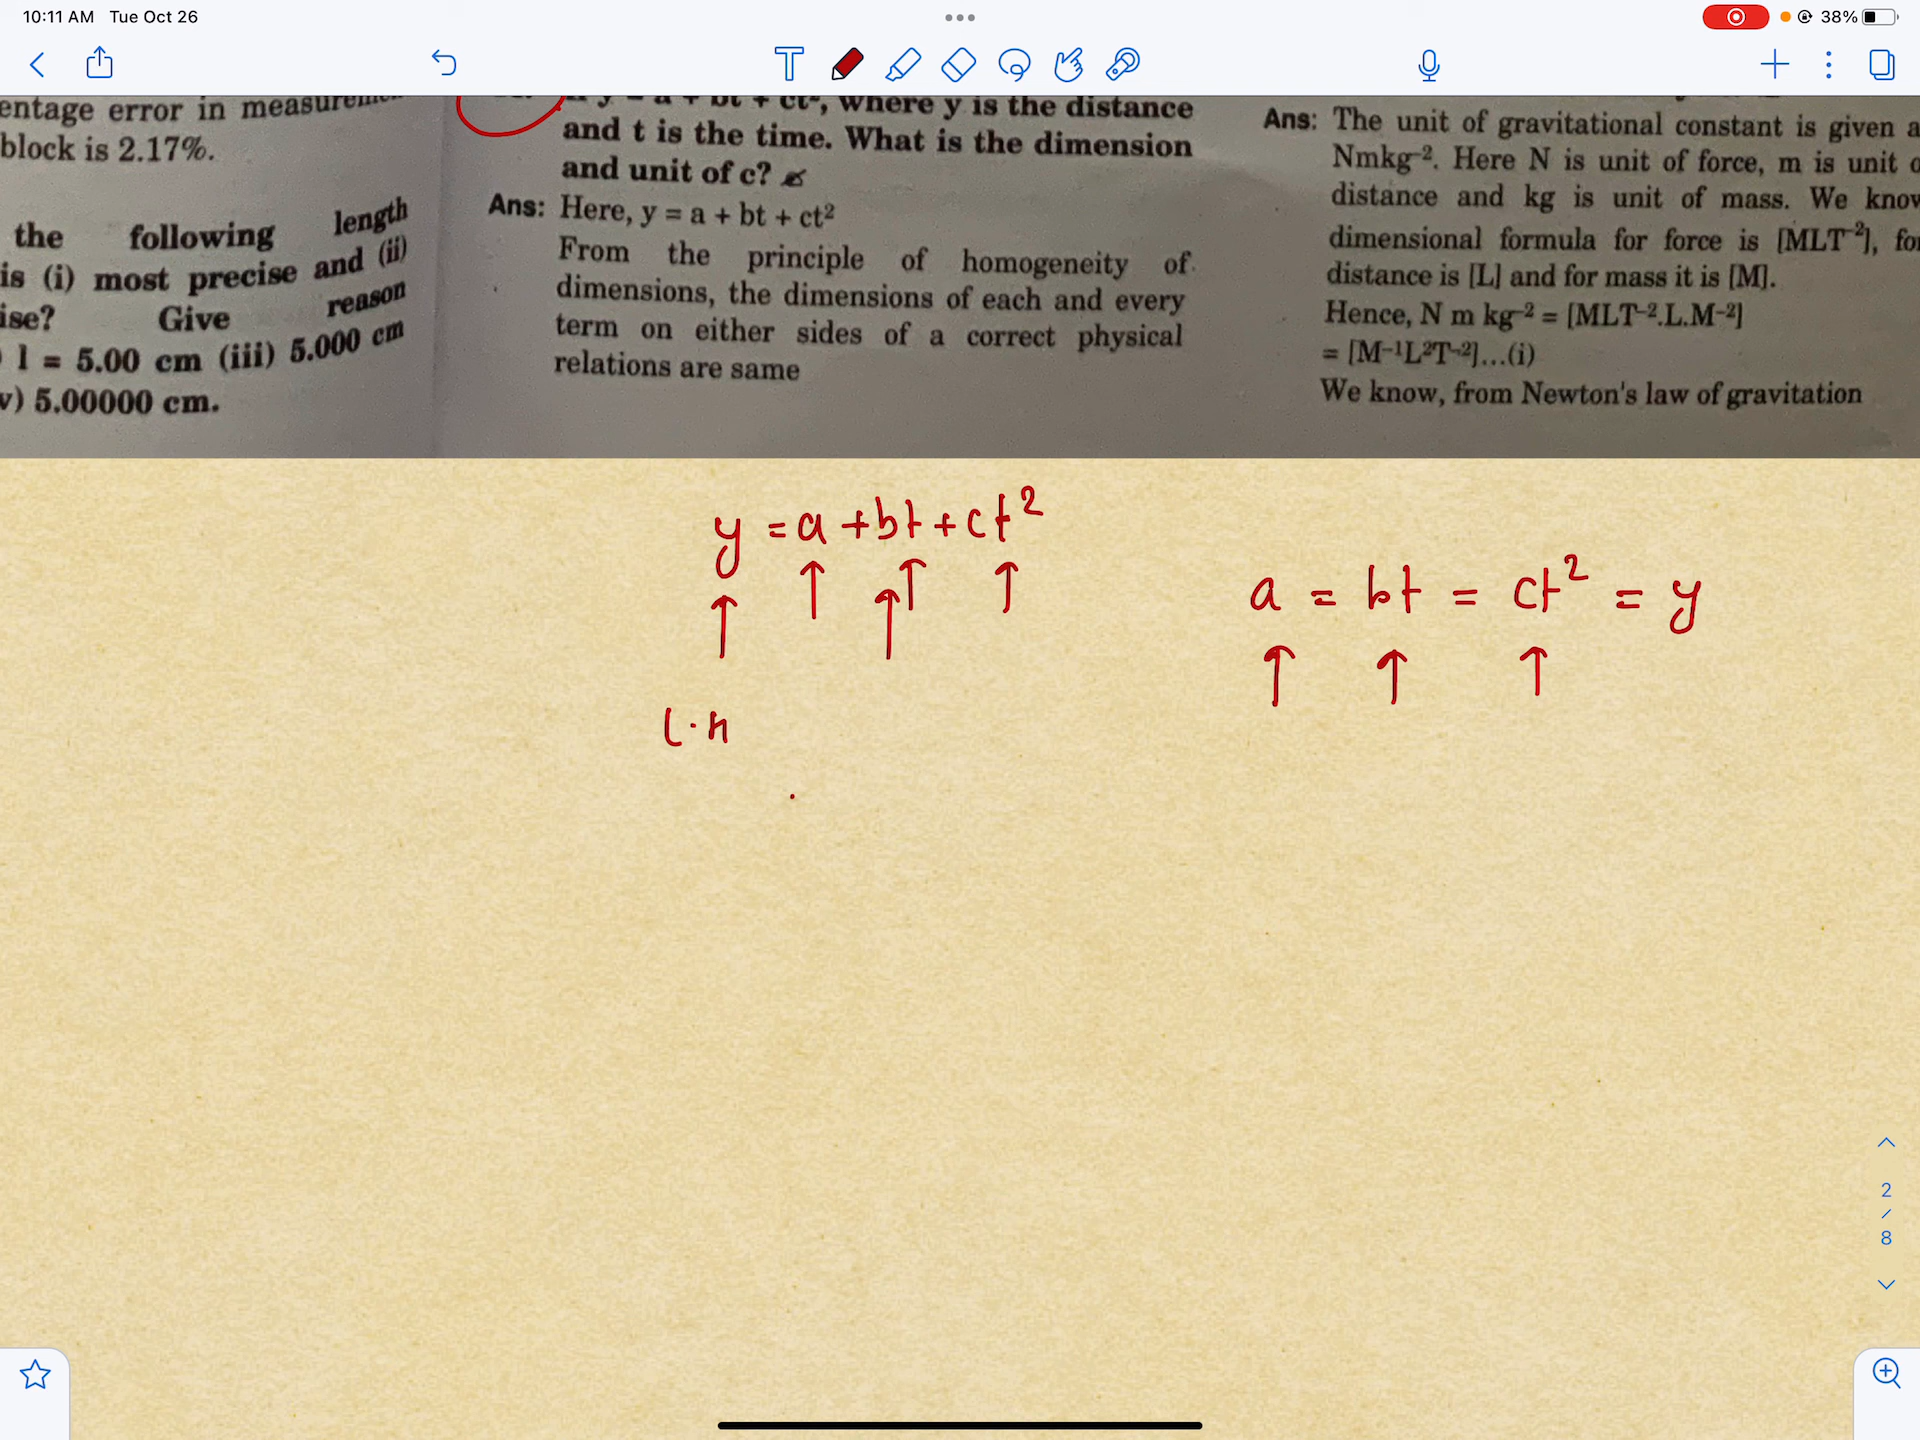 10:11 AM Tue Oct 26
38%
entage error in
block is 2.17%.
the following length
is (i) most precise and (ii)
ise? Give reason
l = 5.00 cm (iii) 5.000 cm
v) 5.00000 cm.
y = a + bt + ct², where y is the distance
and t is the time. What is the dimension
and unit of c?
Ans: Here, y = a + bt + ct²
From the principle of homogeneity of
dimensions, the dimensions of each and every
term on either sides of a correct physical
relations are same
Ans: The unit of gravitational constant is given a
Nmkg⁻². Here N is unit of force, m is unit o
distance and kg is unit of mass. We know
dimensional formula for force is [MLT⁻²], for
distance is [L] and for mass it is [M].
Hence, N m kg⁻² = [MLT⁻².L.M⁻²]
= [M⁻¹L²T⁻²]...(i)
We know, from Newton's law of gravitation
y = a + bt + ct²
a = bt = ct² = y
L·H
2
/
8